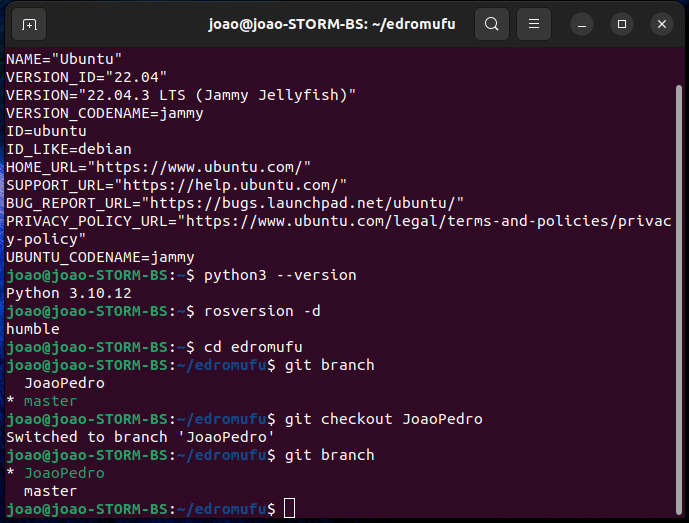 joao@joao-STORM-BS: ~/edromufu
NAME="Ubuntu"
VERSION_ID="22.04"
VERSION="22.04.3 LTS (Jammy Jellyfish)"
VERSION_CODENAME=jammy
ID=ubuntu
ID_LIKE=debian
HOME_URL="https://www.ubuntu.com/"
SUPPORT_URL="https://help.ubuntu.com/"
BUG_REPORT_URL="https://bugs.launchpad.net/ubuntu/"
PRIVACY_POLICY_URL="https://www.ubuntu.com/legal/terms-and-policies/privac
y-policy"
UBUNTU_CODENAME=jammy
joao@joao-STORM-BS:~$ python3 --version
Python 3.10.12
joao@joao-STORM-BS:~$ rosversion -d
humble
joao@joao-STORM-BS:~$ cd edromufu
joao@joao-STORM-BS:~/edromufu$ git branch
  JoaoPedro
* master
joao@joao-STORM-BS:~/edromufu$ git checkout JoaoPedro
Switched to branch 'JoaoPedro'
joao@joao-STORM-BS:~/edromufu$ git branch
* JoaoPedro
  master
joao@joao-STORM-BS:~/edromufu$